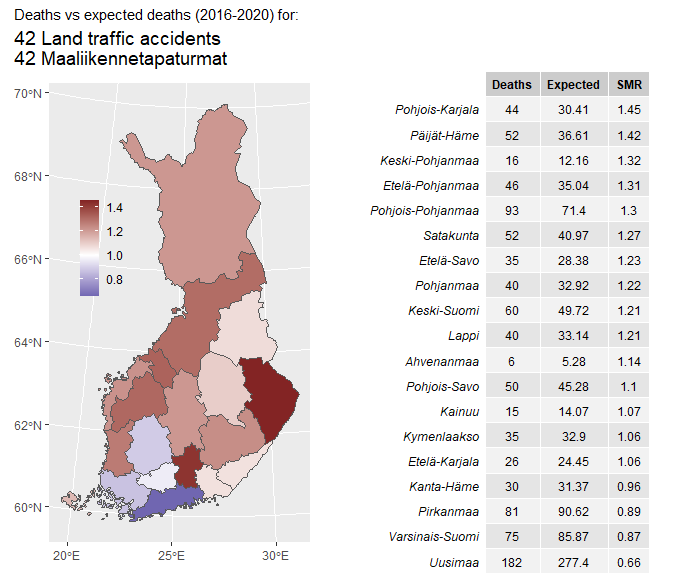 Deaths vs expected deaths (2016-2020) for:
42 Land traffic accidents
42 Maaliikennetapaturmat
70°N
68°N
66°N
64°N
62°N
60°N
20°E 25°E 30°E
1.4
1.2
1.0
0.8
Deaths Expected SMR
Pohjois-Karjala 44 30.41 1.45
Päijät-Häme 52 36.61 1.42
Keski-Pohjanmaa 16 12.16 1.32
Etelä-Pohjanmaa 46 35.04 1.31
Pohjois-Pohjanmaa 93 71.4 1.3
Satakunta 52 40.97 1.27
Etelä-Savo 35 28.38 1.23
Pohjanmaa 40 32.92 1.22
Keski-Suomi 60 49.72 1.21
Lappi 40 33.14 1.21
Ahvenanmaa 6 5.28 1.14
Pohjois-Savo 50 45.28 1.1
Kainuu 15 14.07 1.07
Kymenlaakso 35 32.9 1.06
Etelä-Karjala 26 24.45 1.06
Kanta-Häme 30 31.37 0.96
Pirkanmaa 81 90.62 0.89
Varsinais-Suomi 75 85.87 0.87
Uusimaa 182 277.4 0.66